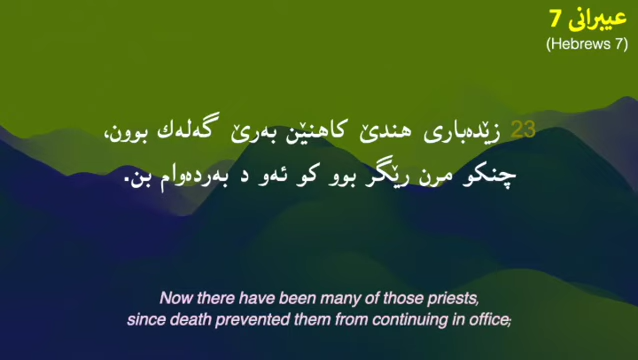 عیبرانی 7
(Hebrews 7)
23 زێدەباری هندێ کاهنێن بەرێ گەلەك بوون،
چنکو مرن رێگر بوو کو ئەو د بەردەوام بن.
Now there have been many of those priests,
since death prevented them from continuing in office;